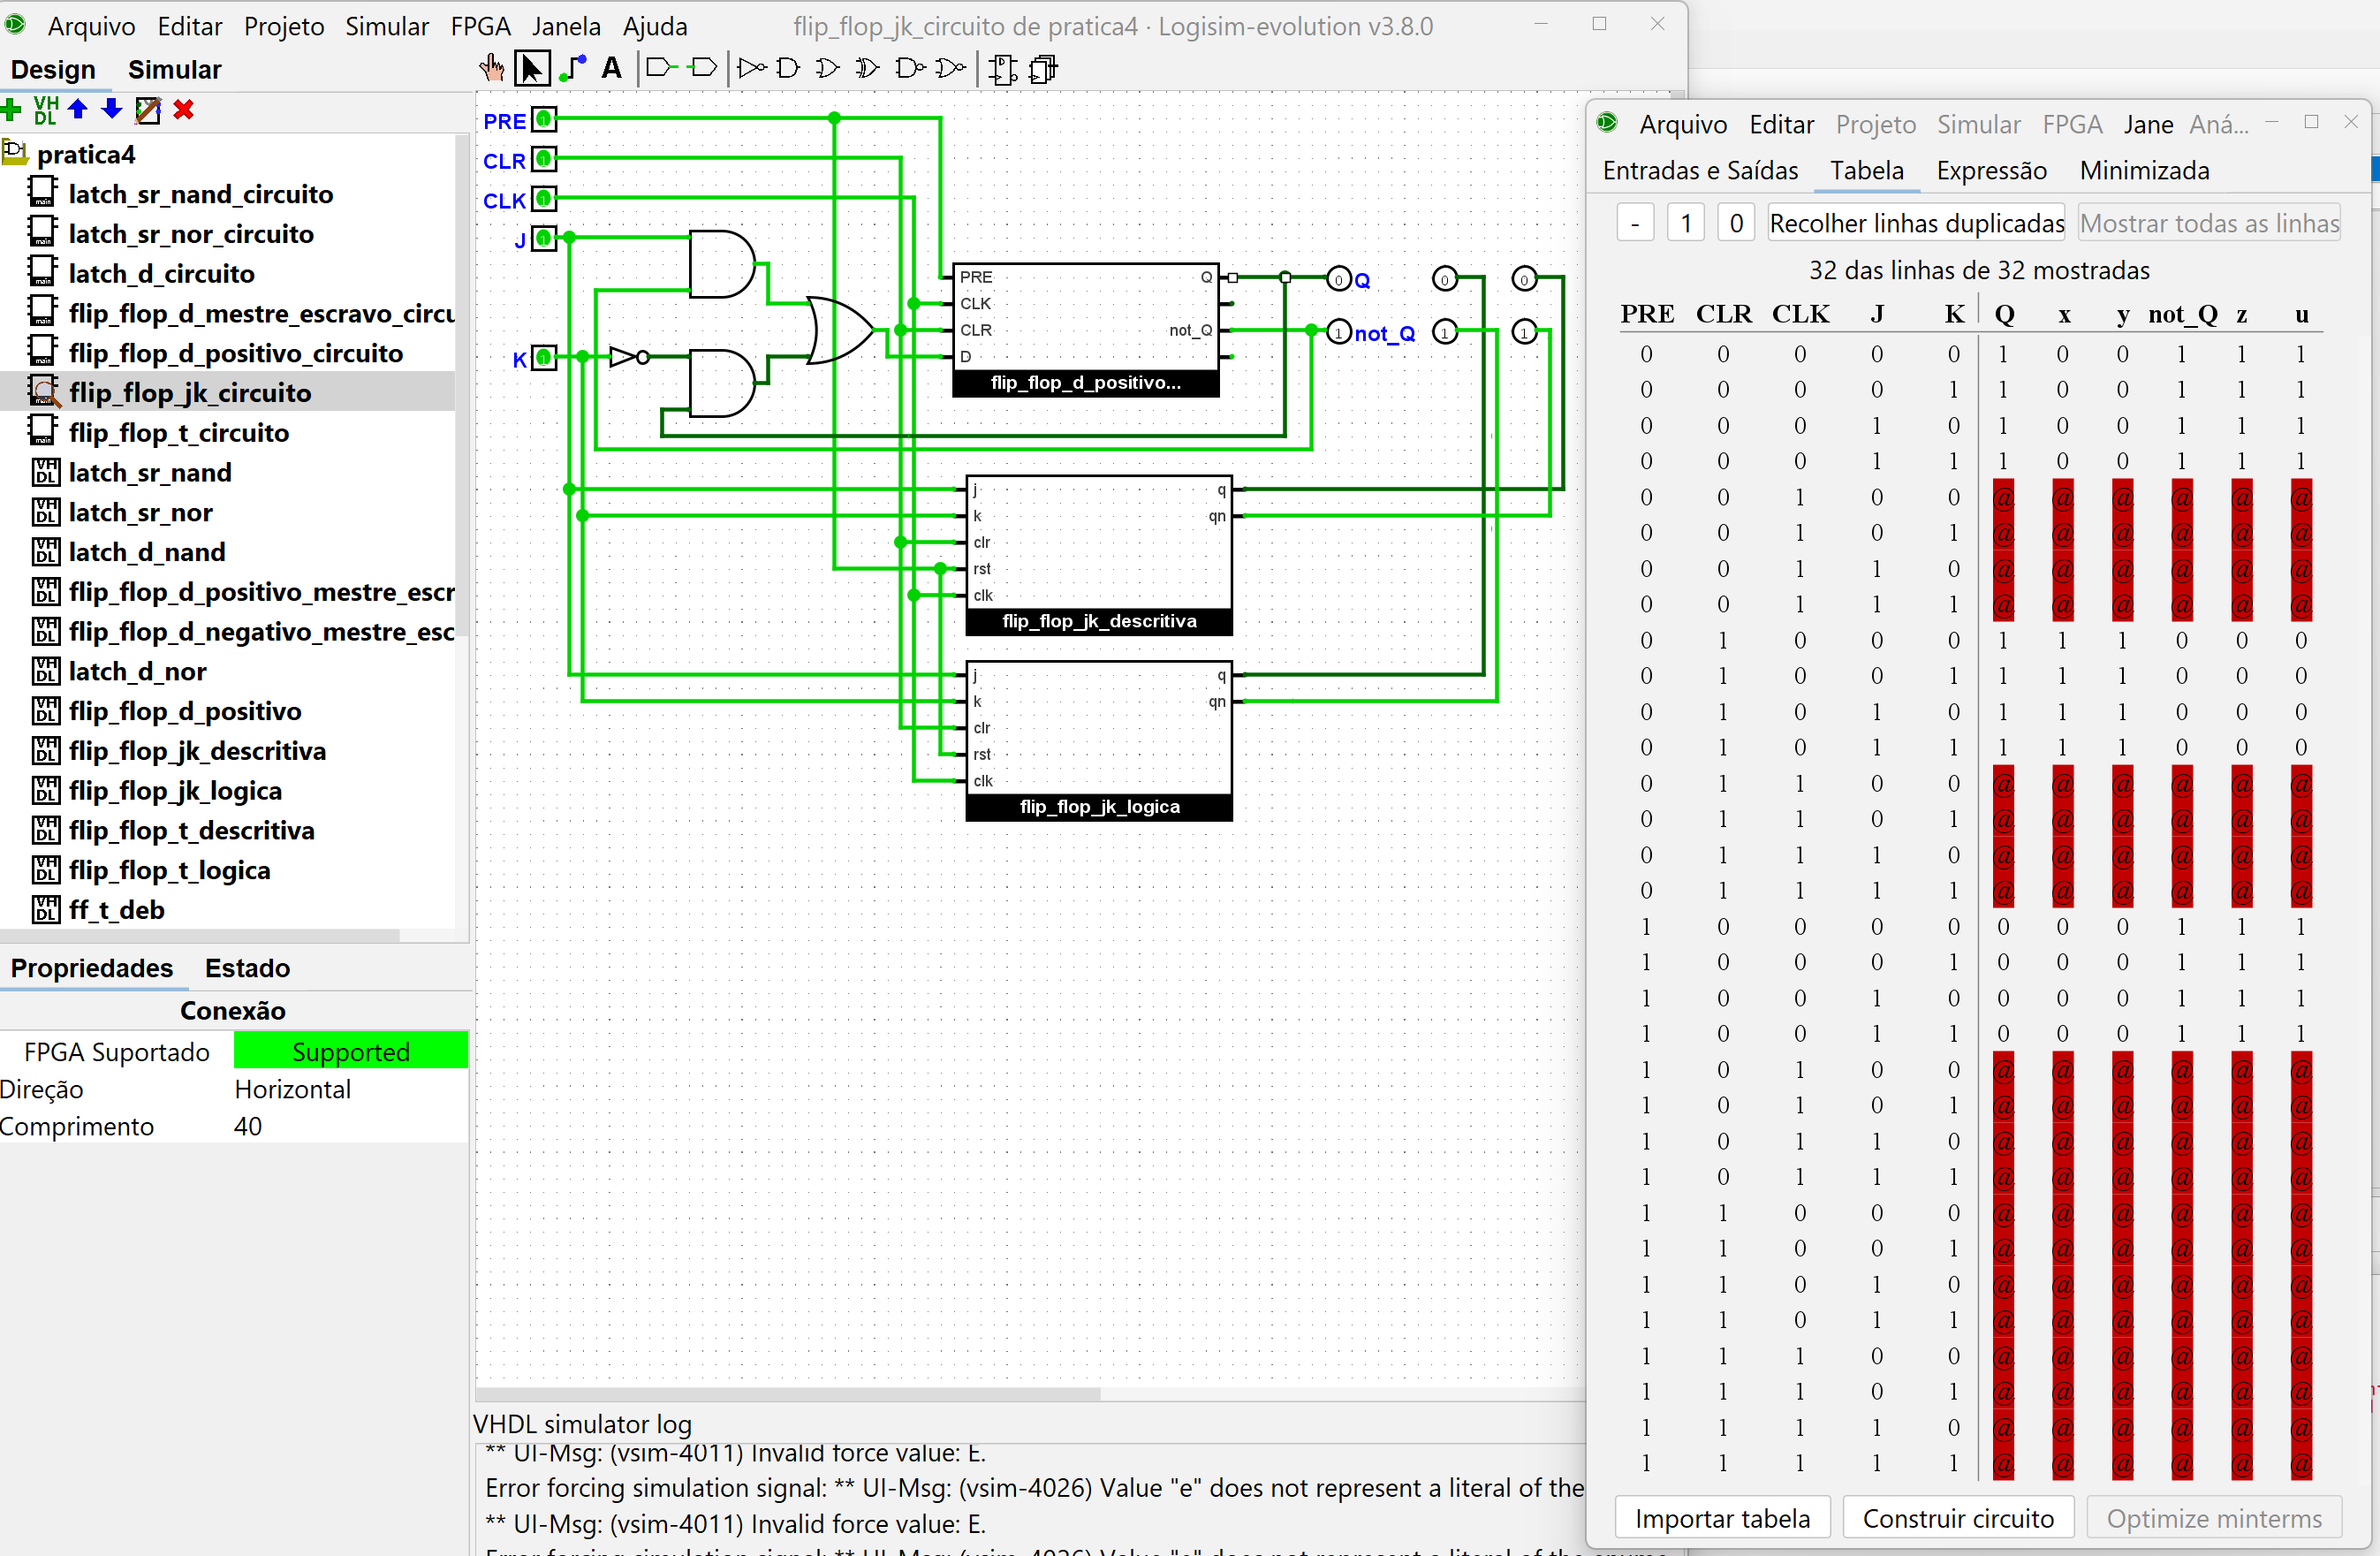 Arquivo Editar Projeto Simular FPGA Janela Ajuda
flip_flop_jk_circuito de pratica4 · Logisim-evolution v3.8.0
Design Simular
VH DL
pratica4
latch_sr_nand_circuito
latch_sr_nor_circuito
latch_d_circuito
flip_flop_d_mestre_escravo_circu
flip_flop_d_positivo_circuito
flip_flop_jk_circuito
flip_flop_t_circuito
latch_sr_nand
latch_sr_nor
latch_d_nand
flip_flop_d_positivo_mestre_escr
flip_flop_d_negativo_mestre_esc
latch_d_nor
flip_flop_d_positivo
flip_flop_jk_descritiva
flip_flop_jk_logica
flip_flop_t_descritiva
flip_flop_t_logica
ff_t_deb
Propriedades Estado
Conexão
FPGA Suportado Supported
Direção Horizontal
Comprimento 40
PRE 1
CLR 1
CLK 1
J 1
K 1
PRE Q
CLK
CLR not_Q
D
flip_flop_d_positivo...
0 Q 0 0
1 not_Q 1 1
j q
k qn
clr
rst
clk
flip_flop_jk_descritiva
j q
k qn
clr
rst
clk
flip_flop_jk_logica
VHDL simulator log
** UI-Msg: (vsim-4011) Invalid force value: E.
Error forcing simulation signal: ** UI-Msg: (vsim-4026) Value "e" does not represent a literal of the
** UI-Msg: (vsim-4011) Invalid force value: E.
Arquivo Editar Projeto Simular FPGA Jane Aná...
Entradas e Saídas Tabela Expressão Minimizada
- 1 0 Recolher linhas duplicadas Mostrar todas as linhas
32 das linhas de 32 mostradas
PRE CLR CLK J K Q x y not_Q z u
0 0 0 0 0 1 0 0 1 1 1
0 0 0 0 1 1 0 0 1 1 1
0 0 0 1 0 1 0 0 1 1 1
0 0 0 1 1 1 0 0 1 1 1
0 0 1 0 0 @ @ @ @ @ @
0 0 1 0 1 @ @ @ @ @ @
0 0 1 1 0 @ @ @ @ @ @
0 0 1 1 1 @ @ @ @ @ @
0 1 0 0 0 1 1 1 0 0 0
0 1 0 0 1 1 1 1 0 0 0
0 1 0 1 0 1 1 1 0 0 0
0 1 0 1 1 1 1 1 0 0 0
0 1 1 0 0 @ @ @ @ @ @
0 1 1 0 1 @ @ @ @ @ @
0 1 1 1 0 @ @ @ @ @ @
0 1 1 1 1 @ @ @ @ @ @
1 0 0 0 0 0 0 0 1 1 1
1 0 0 0 1 0 0 0 1 1 1
1 0 0 1 0 0 0 0 1 1 1
1 0 0 1 1 0 0 0 1 1 1
1 0 1 0 0 @ @ @ @ @ @
1 0 1 0 1 @ @ @ @ @ @
1 0 1 1 0 @ @ @ @ @ @
1 0 1 1 1 @ @ @ @ @ @
1 1 0 0 0 @ @ @ @ @ @
1 1 0 0 1 @ @ @ @ @ @
1 1 0 1 0 @ @ @ @ @ @
1 1 0 1 1 @ @ @ @ @ @
1 1 1 0 0 @ @ @ @ @ @
1 1 1 0 1 @ @ @ @ @ @
1 1 1 1 0 @ @ @ @ @ @
1 1 1 1 1 @ @ @ @ @ @
Importar tabela Construir circuito Optimize minterms